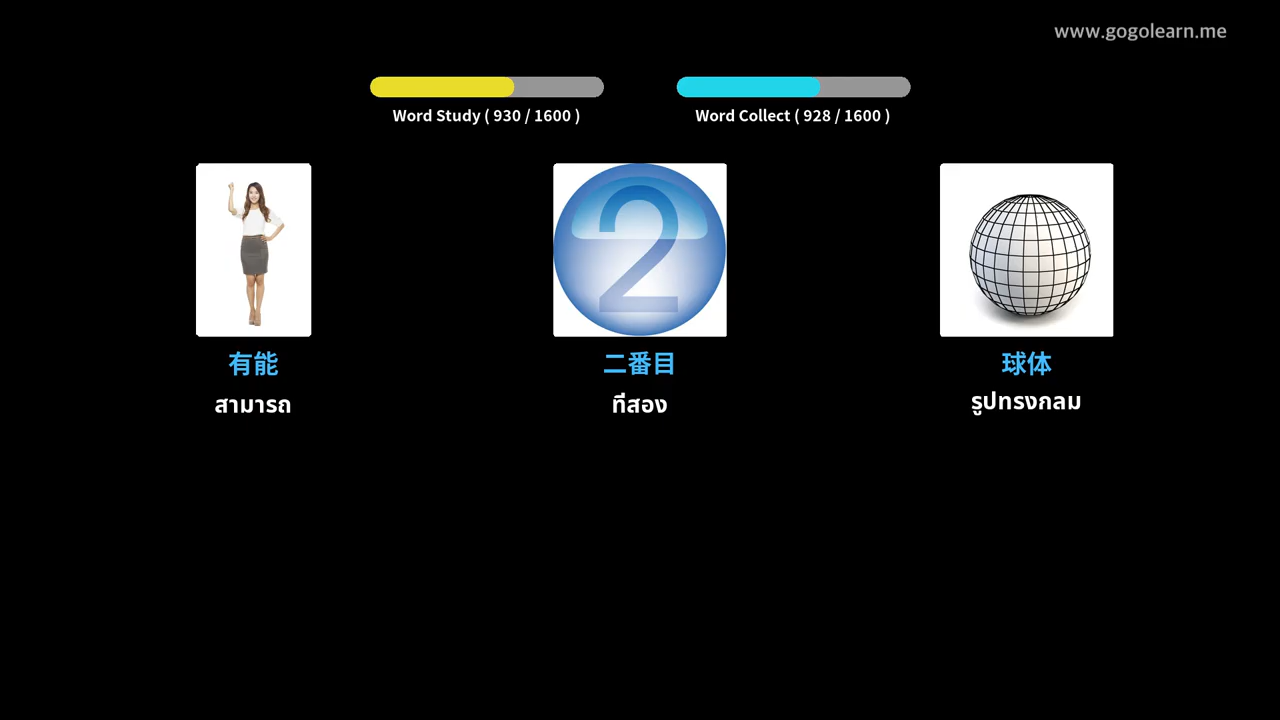 www.gogolearn.me
Word Study ( 930 / 1600 )
Word Collect ( 928 / 1600 )
2
有能
二番目
球体
สามารถ
ที่สอง
รูปทรงกลม